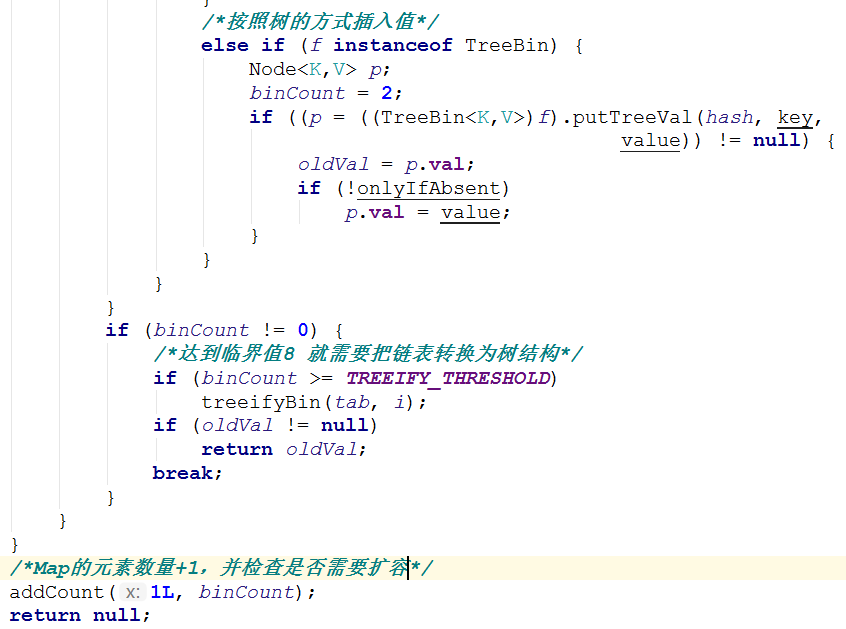 }
/*按照树的方式插入值*/
else if (f instanceof TreeBin) {
Node<K,V> p;
binCount = 2;
if ((p = ((TreeBin<K,V>)f).putTreeVal(hash, key,
value)) != null) {
oldVal = p.val;
if (!onlyIfAbsent)
p.val = value;
}
}
}
}
if (binCount != 0) {
/*达到临界值8 就需要把链表转换为树结构*/
if (binCount >= TREEIFY_THRESHOLD)
treeifyBin(tab, i);
if (oldVal != null)
return oldVal;
break;
}
}
}
/*Map的元素数量+1，并检查是否需要扩容*/
addCount( x: 1L, binCount);
return null;